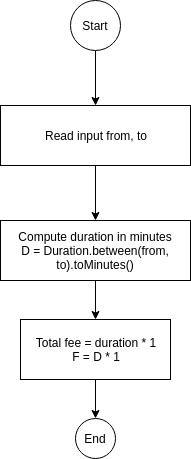 Start
Read input from, to
Compute duration in minutes
D = Duration.between(from,
to).toMinutes()
Total fee = duration * 1
F = D * 1
End